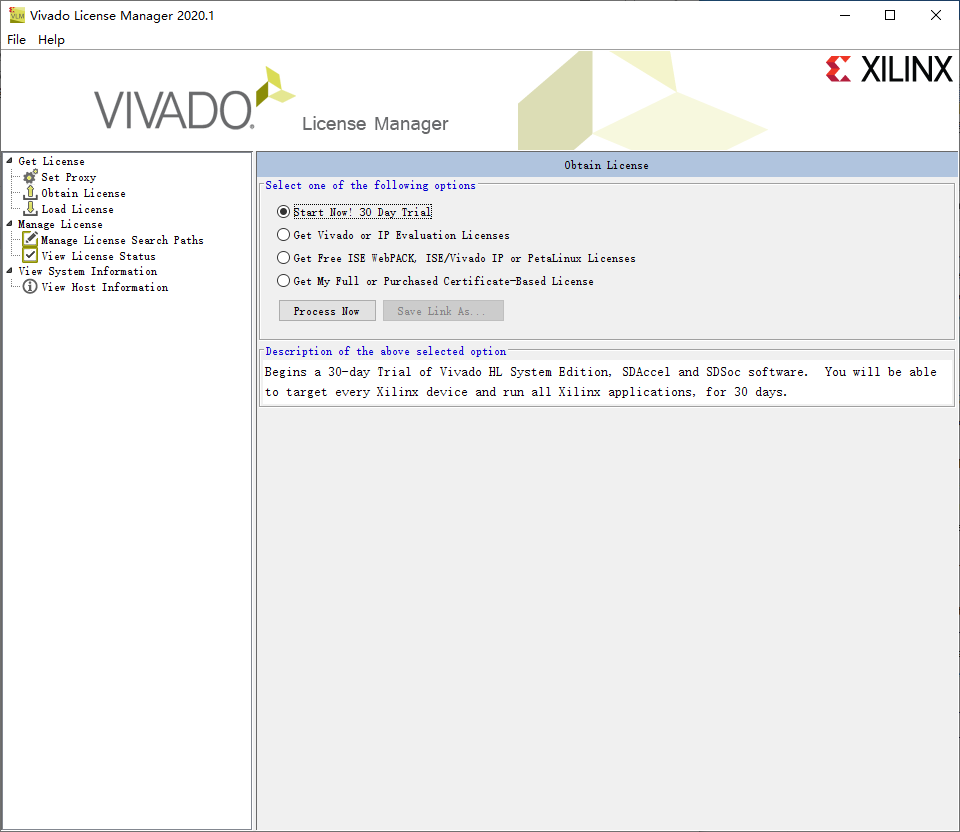 Vivado License Manager 2020.1
File Help
VIVADO.
License Manager
XILINX
Get License
Set Proxy
Obtain License
Load License
Manage License
Manage License Search Paths
View License Status
View System Information
View Host Information
Obtain License
Select one of the following options
Start Now! 30 Day Trial
Get Vivado or IP Evaluation Licenses
Get Free ISE WebPACK, ISE/Vivado IP or PetaLinux Licenses
Get My Full or Purchased Certificate-Based License
Process Now Save Link As...
Description of the above selected option
Begins a 30-day Trial of Vivado HL System Edition, SDAccel and SDSoc software. You will be able
to target every Xilinx device and run all Xilinx applications, for 30 days.